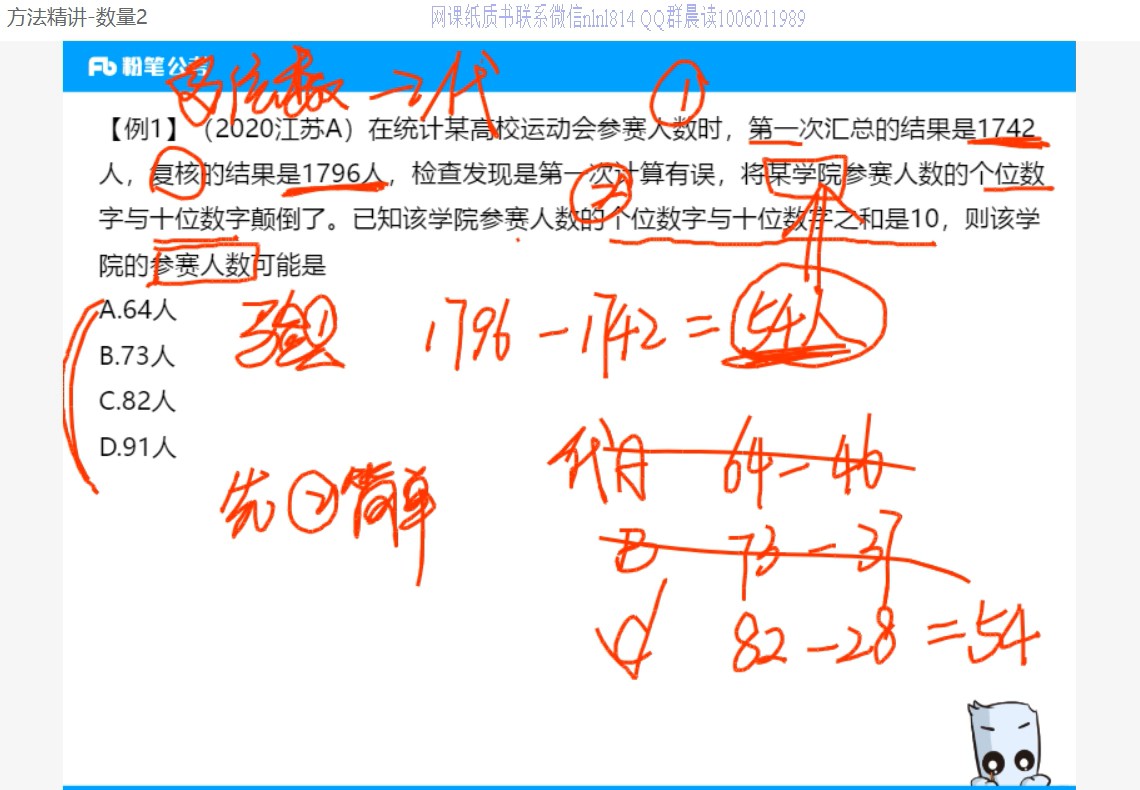 方法精讲-数量2
网课纸质书联系微信nlnl814 QQ群晨读1006011989
Fb 粉笔公考
多位数 → 代
①
【例1】（2020江苏A）在统计某高校运动会参赛人数时，第一次汇总的结果是1742
人，复核的结果是1796人，检查发现是第一次计算有误，将某学院参赛人数的个位数
②
字与十位数字颠倒了。已知该学院参赛人数的个位数字与十位数字之和是10，则该学
院的参赛人数可能是
A.64人
B.73人
C.82人
D.91人
验①
1796 - 1742 = 54人
先②简单
代A 64 - 46
B 73 - 37
C 82 - 28 = 54